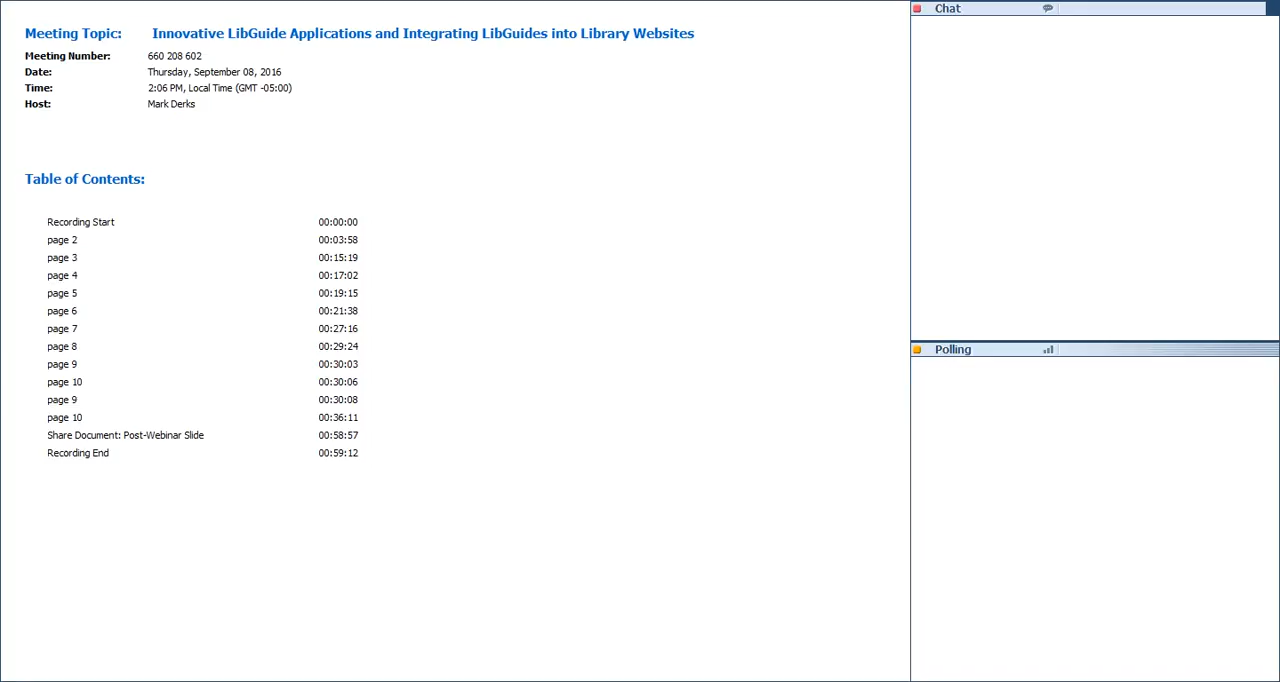 Meeting Topic: Innovative LibGuide Applications and Integrating LibGuides into Library Websites
Meeting Number: 660 208 602
Date: Thursday, September 08, 2016
Time: 2:06 PM, Local Time (GMT -05:00)
Host: Mark Derks
Table of Contents:
Recording Start 00:00:00
page 2 00:03:58
page 3 00:15:19
page 4 00:17:02
page 5 00:19:15
page 6 00:21:38
page 7 00:27:16
page 8 00:29:24
page 9 00:30:03
page 10 00:30:06
page 9 00:30:08
page 10 00:36:11
Share Document: Post-Webinar Slide 00:58:57
Recording End 00:59:12
Chat
Polling